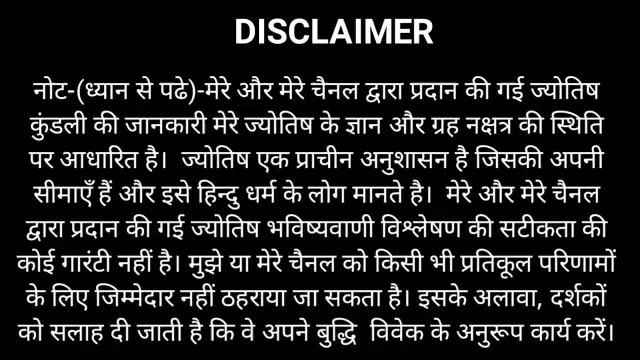 DISCLAIMER
नोट-(ध्यान से पढे)-मेरे और मेरे चैनल द्वारा प्रदान की गई ज्योतिष
कुंडली की जानकारी मेरे ज्योतिष के ज्ञान और ग्रह नक्षत्र की स्थिति
पर आधारित है। ज्योतिष एक प्राचीन अनुशासन है जिसकी अपनी
सीमाएँ हैं और इसे हिन्दु धर्म के लोग मानते है। मेरे और मेरे चैनल
द्वारा प्रदान की गई ज्योतिष भविष्यवाणी विश्लेषण की सटीकता की
कोई गारंटी नहीं है। मुझे या मेरे चैनल को किसी भी प्रतिकूल परिणामों
के लिए जिम्मेदार नहीं ठहराया जा सकता है। इसके अलावा, दर्शकों
को सलाह दी जाती है कि वे अपने बुद्धि विवेक के अनुरूप कार्य करें।